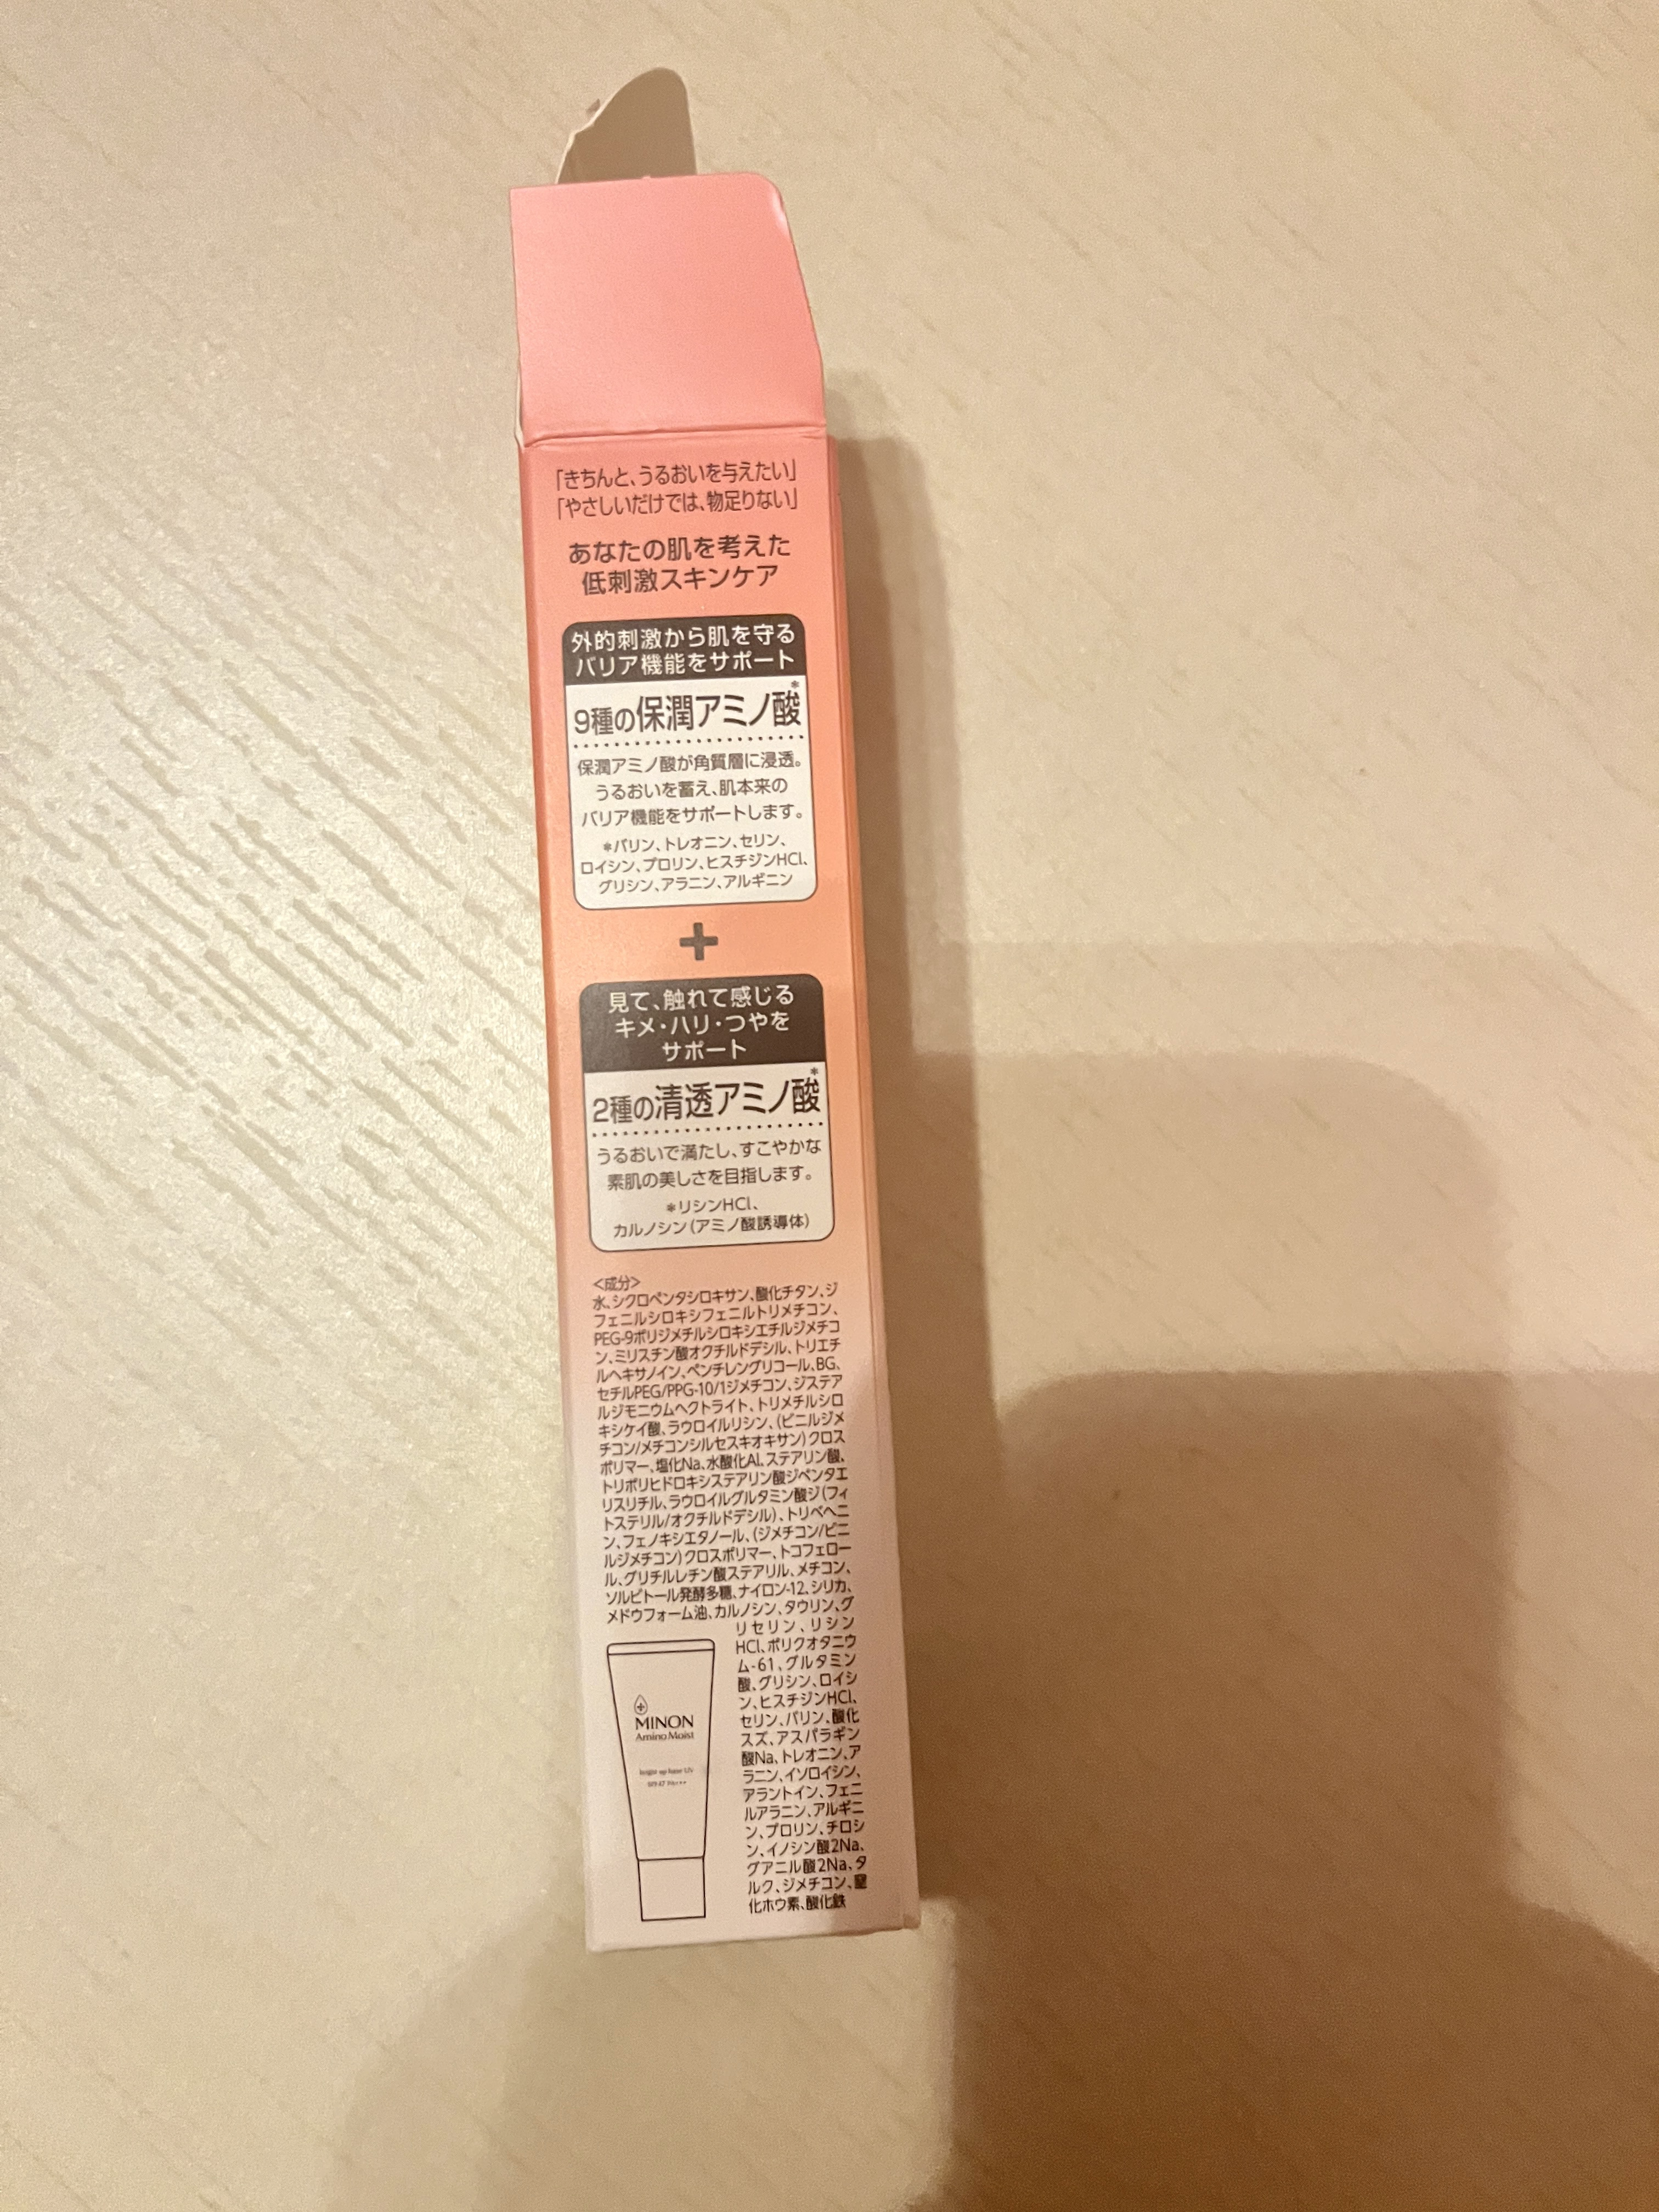 「きちんと、うるおいを与えたい」
「やさしいだけでは、物足りない」
あなたの肌を考えた
低刺激スキンケア
外的刺激から肌を守る
バリア機能をサポート
9種の保潤アミノ酸*
保潤アミノ酸が角質層に浸透。
うるおいを蓄え、肌本来の
バリア機能をサポートします。
*バリン、トレオニン、セリン、
ロイシン、プロリン、ヒスチジンHCl、
グリシン、アラニン、アルギニン
+
見て、触れて感じる
キメ・ハリ・つやを
サポート
2種の清透アミノ酸*
うるおいで満たし、すこやかな
素肌の美しさを目指します。
*リシンHCl、
カルノシン(アミノ酸誘導体)
<成分>
水、シクロペンタシロキサン、酸化チタン、ジ
フェニルシロキシフェニルトリメチコン、
PEG-9ポリジメチルシロキシエチルジメチコ
ン、ミリスチン酸オクチルドデシル、トリエチ
ルヘキサノイン、ペンチレングリコール、BG、
セチルPEG/PPG-10/1ジメチコン、ジステア
ルジモニウムヘクトライト、トリメチルシロ
キシケイ酸、ラウロイルリシン、(ビニルジメ
チコン/メチコンシルセスキオキサン)クロス
ポリマー、塩化Na、水酸化Al、ステアリン酸、
トリポリヒドロキシステアリン酸ジペンタエ
リスリチル、ラウロイルグルタミン酸ジ(フィ
トステリル/オクチルドデシル)、トリベヘニ
ン、フェノキシエタノール、(ジメチコン/ビニ
ルジメチコン)クロスポリマー、トコフェロー
ル、グリチルレチン酸ステアリル、メチコン、
ソルビトール発酵多糖、ナイロン-12、シリカ、
メドウフォーム油、カルノシン、タウリン、グ
リセリン、リシン
HCl、ポリクオタニウ
ム-61、グルタミン
酸、グリシン、ロイシ
ン、ヒスチジンHCl、
セリン、バリン、酸化
スズ、アスパラギン
酸Na、トレオニン、ア
ラニン、イソロイシン、
アラントイン、フェニ
ルアラニン、アルギニ
ン、プロリン、チロシ
ン、イノシン酸2Na、
グアニル酸2Na、タ
ルク、ジメチコン、窒
化ホウ素、酸化鉄
MINON
Amino Moist
bright up base UV
SPF47 PA+++